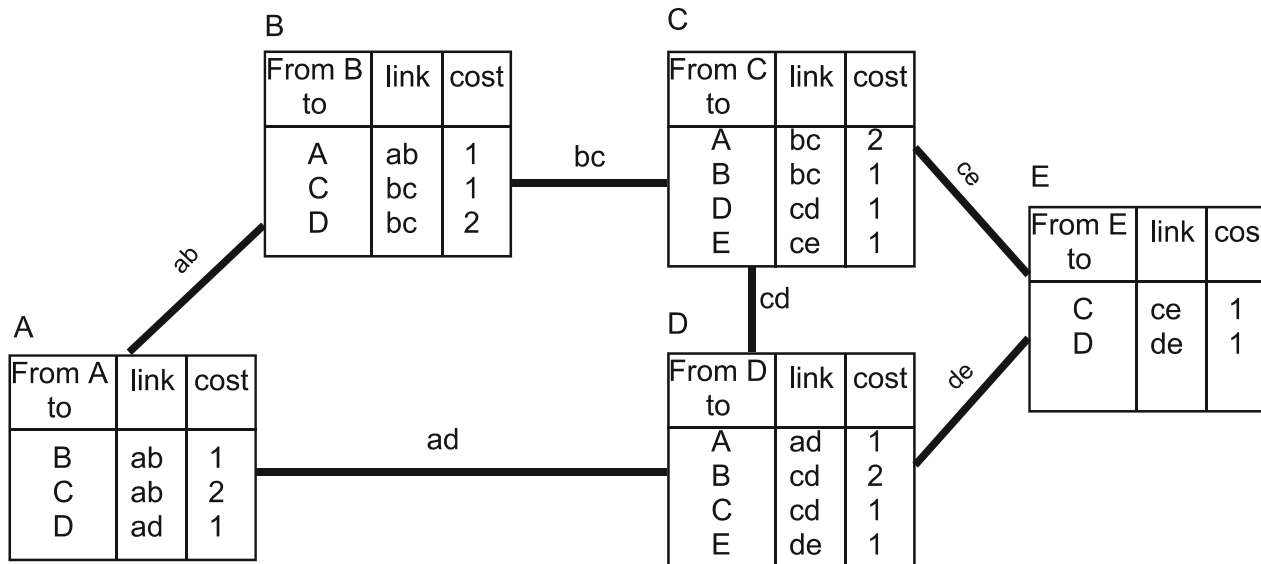 B
From B to link cost
A ab 1
C bc 1
D bc 2
bc
C
From C to link cost
A bc 2
B bc 1
D cd 1
E ce 1
ce
E
From E to link cost
C ce 1
D de 1
ab
cd
A
From A to link cost
B ab 1
C ab 2
D ad 1
ad
D
From D to link cost
A ad 1
B cd 2
C cd 1
E de 1
de